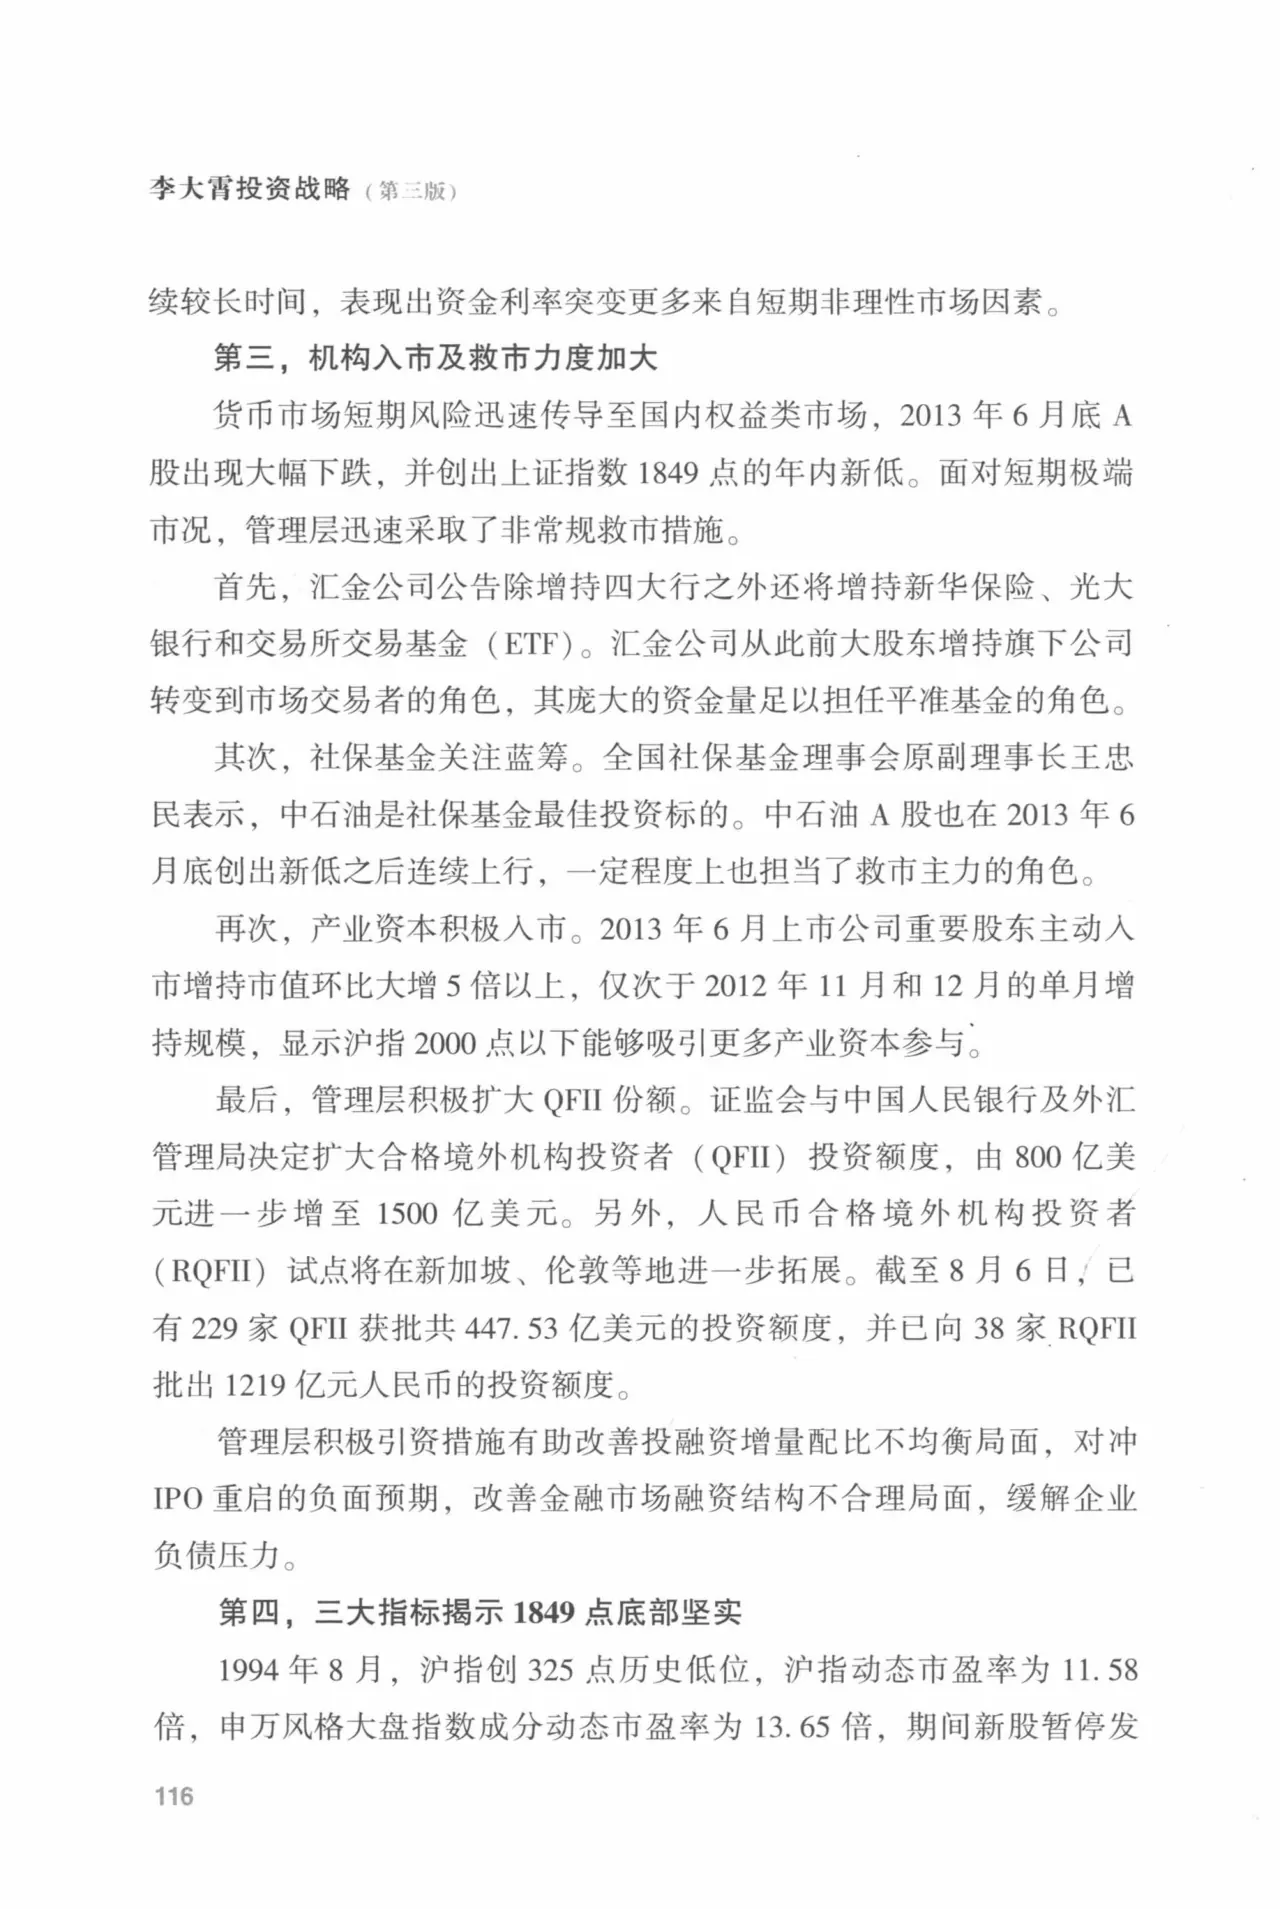 李大霄投资战略（第三版）
续较长时间，表现出资金利率突变更多来自短期非理性市场因素。
第三，机构入市及救市力度加大
货币市场短期风险迅速传导至国内权益类市场，2013 年 6 月底 A
股出现大幅下跌，并创出上证指数 1849 点的年内新低。面对短期极端
市况，管理层迅速采取了非常规救市措施。
首先，汇金公司公告除增持四大行之外还将增持新华保险、光大
银行和交易所交易基金（ETF）。汇金公司从此前大股东增持旗下公司
转变到市场交易者的角色，其庞大的资金量足以担任平准基金的角色。
其次，社保基金关注蓝筹。全国社保基金理事会原副理事长王忠
民表示，中石油是社保基金最佳投资标的。中石油 A 股也在 2013 年 6
月底创出新低之后连续上行，一定程度上也担当了救市主力的角色。
再次，产业资本积极入市。2013 年 6 月上市公司重要股东主动入
市增持市值环比大增 5 倍以上，仅次于 2012 年 11 月和 12 月的单月增
持规模，显示沪指 2000 点以下能够吸引更多产业资本参与。
最后，管理层积极扩大 QFII 份额。证监会与中国人民银行及外汇
管理局决定扩大合格境外机构投资者（QFII）投资额度，由 800 亿美
元进一步增至 1500 亿美元。另外，人民币合格境外机构投资者
（RQFII）试点将在新加坡、伦敦等地进一步拓展。截至 8 月 6 日，已
有 229 家 QFII 获批共 447.53 亿美元的投资额度，并已向 38 家 RQFII
批出 1219 亿元人民币的投资额度。
管理层积极引资措施有助改善投融资增量配比不均衡局面，对冲
IPO 重启的负面预期，改善金融市场融资结构不合理局面，缓解企业
负债压力。
第四，三大指标揭示 1849 点底部坚实
1994 年 8 月，沪指创 325 点历史低位，沪指动态市盈率为 11.58
倍，申万风格大盘指数成分动态市盈率为 13.65 倍，期间新股暂停发
116